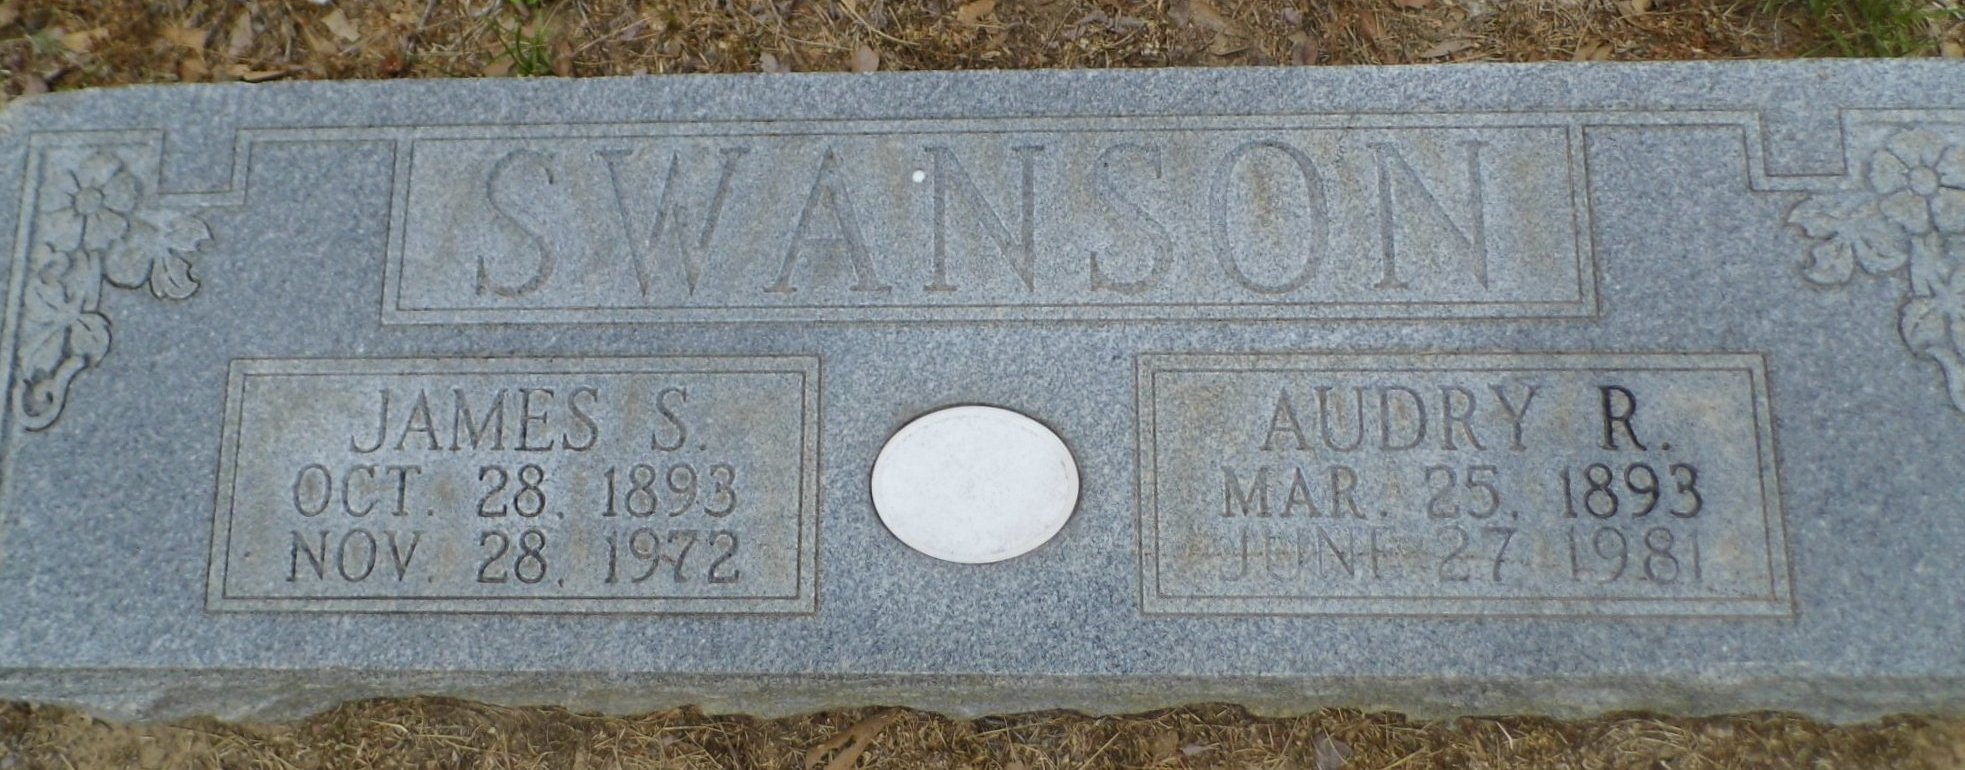 SWANSON
JAMES S.
OCT. 28, 1893
NOV. 28, 1972
AUDRY R.
MAR. 25, 1893
JUNE 27 1981